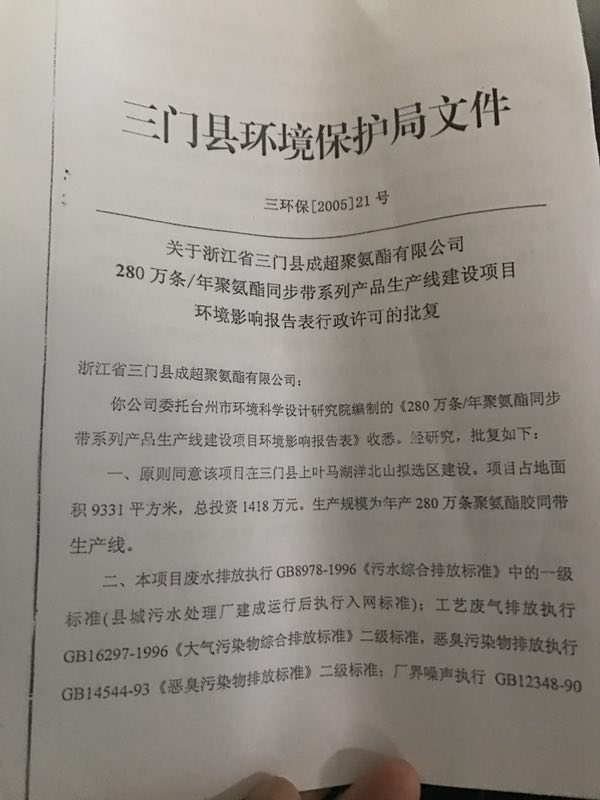 三门县环境保护局文件
三环保[2005]21号
关于浙江省三门县成超聚氨酯有限公司
280万条/年聚氨酯同步带系列产品生产线建设项目
环境影响报告表行政许可的批复
浙江省三门县成超聚氨酯有限公司:
你公司委托台州市环境科学设计研究院编制的《280万条/年聚氨酯同步
带系列产品生产线建设项目环境影响报告表》收悉。经研究，批复如下：
一、原则同意该项目在三门县上叶马湖洋北山拟选区建设。项目占地面
积9331平方米，总投资1418万元。生产规模为年产280万条聚氨酯胶同带
生产线。
二、本项目废水排放执行GB8978-1996《污水综合排放标准》中的一级
标准(县城污水处理厂建成运行后执行入网标准)；工艺废气排放执行
GB16297-1996《大气污染物综合排放标准》二级标准，恶臭污染物排放执行
GB14544-93《恶臭污染物排放标准》二级标准；厂界噪声执行 GB12348-90